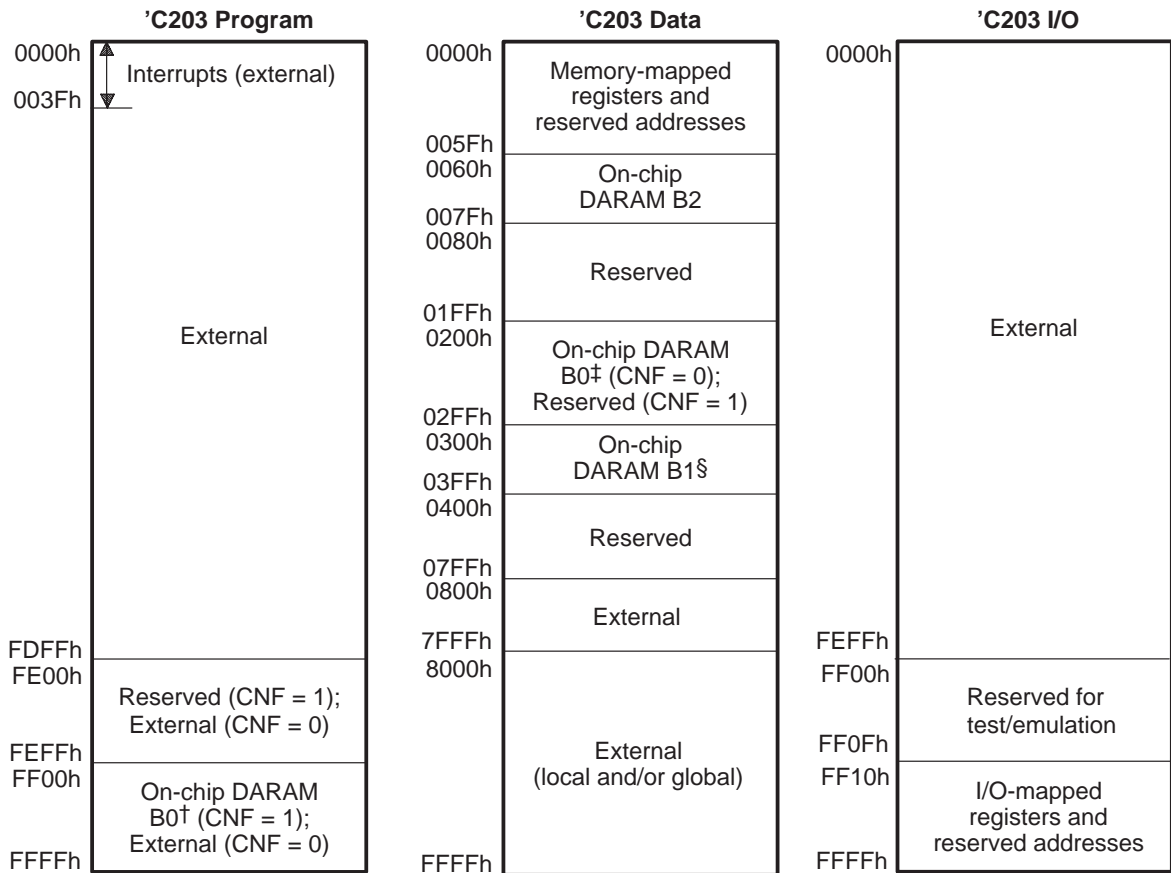 ’C203 Program
0000h
Interrupts (external)
003Fh
External
FDFFh
FE00h
Reserved (CNF = 1);
External (CNF = 0)
FEFFh
FF00h
On-chip DARAM
B0† (CNF = 1);
External (CNF = 0)
FFFFh
’C203 Data
0000h
Memory-mapped
registers and
reserved addresses
005Fh
0060h
On-chip
DARAM B2
007Fh
0080h
Reserved
01FFh
0200h
On-chip DARAM
B0‡ (CNF = 0);
Reserved (CNF = 1)
02FFh
0300h
On-chip
DARAM B1§
03FFh
0400h
Reserved
07FFh
0800h
External
7FFFh
8000h
External
(local and/or global)
FFFFh
’C203 I/O
0000h
External
FEFFh
FF00h
Reserved for
test/emulation
FF0Fh
FF10h
I/O-mapped
registers and
reserved addresses
FFFFh